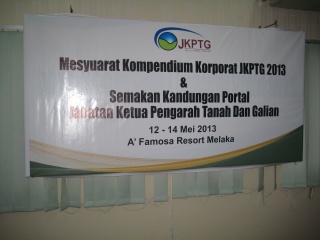 JKPTG
Mesyuarat Kompendium Korporat JKPTG 2013
&
Semakan Kandungan Portal
Jabatan Ketua Pengarah Tanah Dan Galian
12 - 14 Mei 2013
A' Famosa Resort Melaka